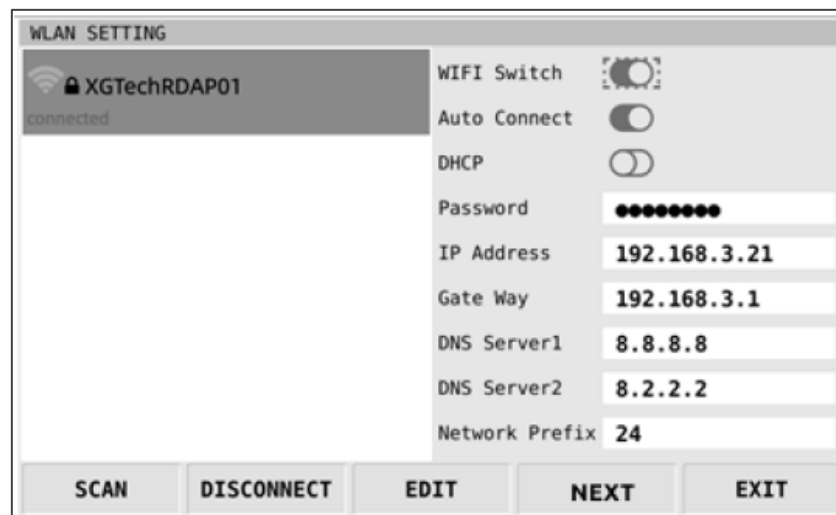 WLAN SETTING
XGTechRDAP01
connected
WIFI Switch
Auto Connect
DHCP
Password ●●●●●●●●
IP Address 192.168.3.21
Gate Way 192.168.3.1
DNS Server1 8.8.8.8
DNS Server2 8.2.2.2
Network Prefix 24
SCAN DISCONNECT EDIT NEXT EXIT